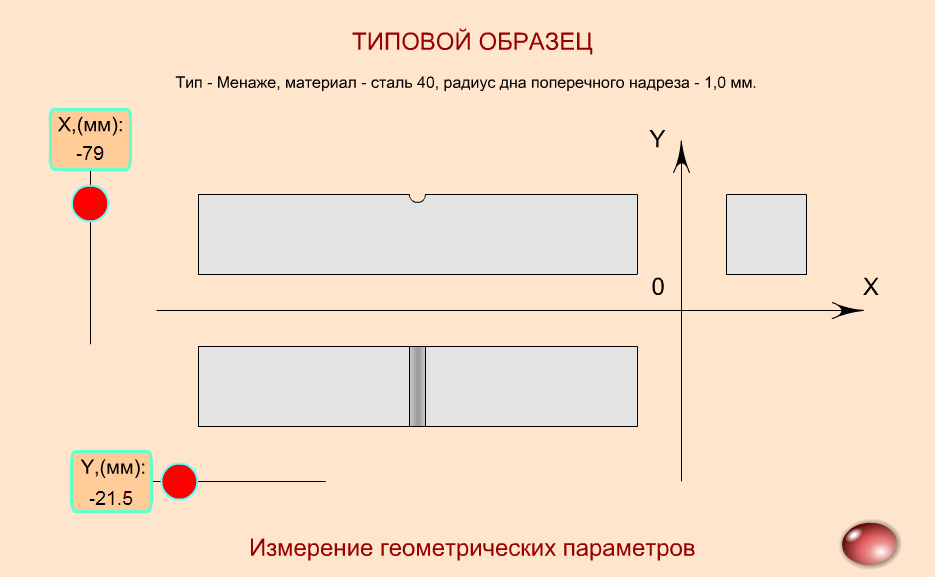 ТИПОВОЙ ОБРАЗЕЦ
Тип - Менаже, материал - сталь 40, радиус дна поперечного надреза - 1,0 мм.
X,(мм):
-79
Y
0
X
Y,(мм):
-21.5
Измерение геометрических параметров